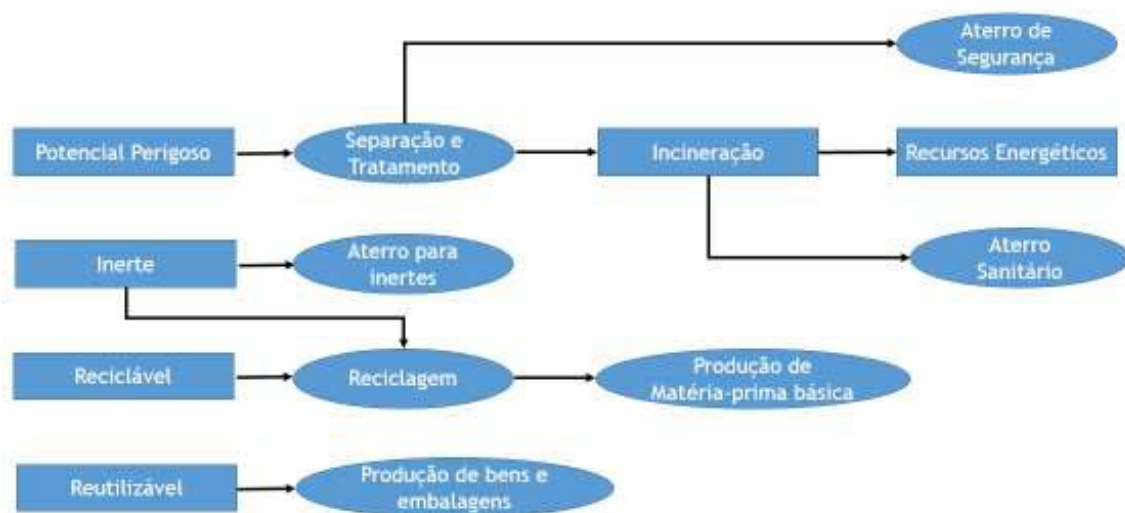 Aterro de
Segurança
Potencial Perigoso
Separação e
Tratamento
Incineração
Recursos Energéticos
Inerte
Aterro para
inertes
Aterro
Sanitário
Reciclável
Reciclagem
Produção de
Matéria-prima básica
Reutilizável
Produção de bens e
embalagens